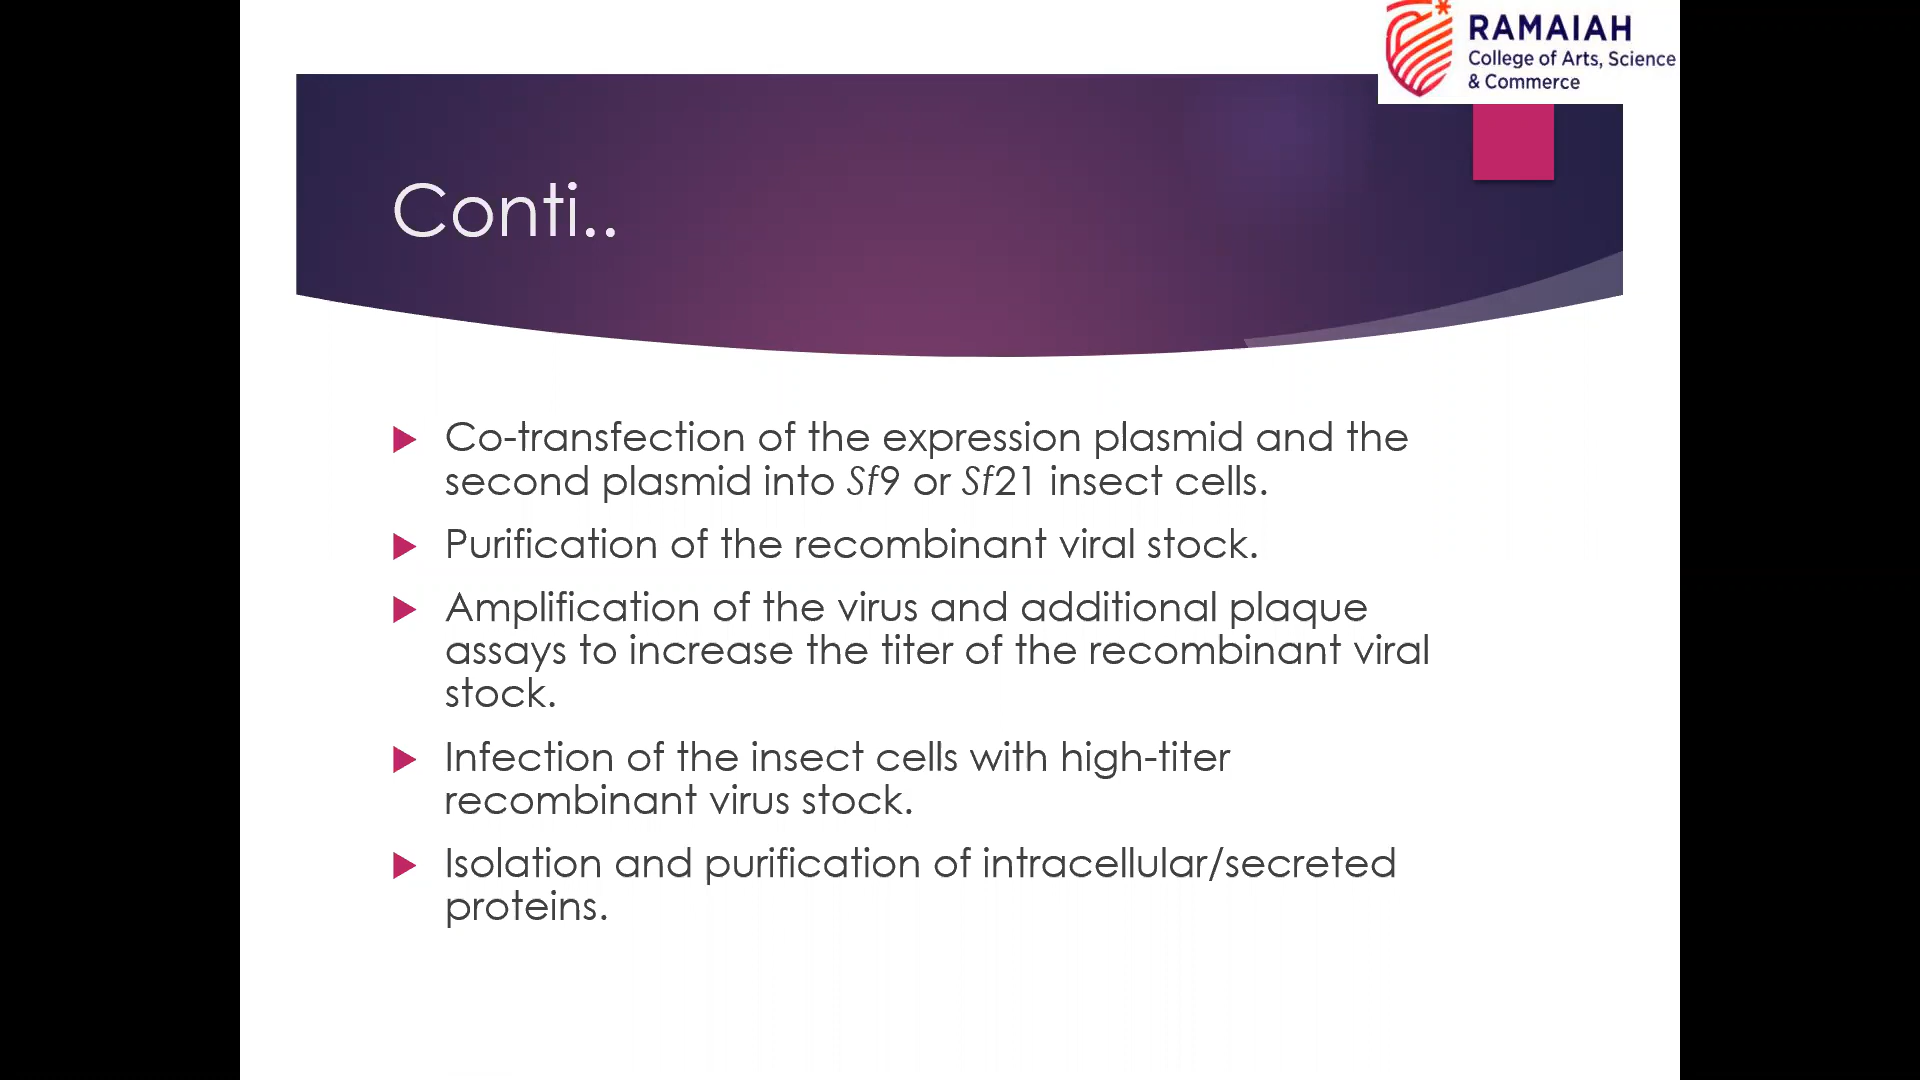 RAMAIAH
College of Arts, Science
& Commerce
Conti..
Co-transfection of the expression plasmid and the
second plasmid into Sf9 or Sf21 insect cells.
Purification of the recombinant viral stock.
Amplification of the virus and additional plaque
assays to increase the titer of the recombinant viral
stock.
Infection of the insect cells with high-titer
recombinant virus stock.
Isolation and purification of intracellular/secreted
proteins.